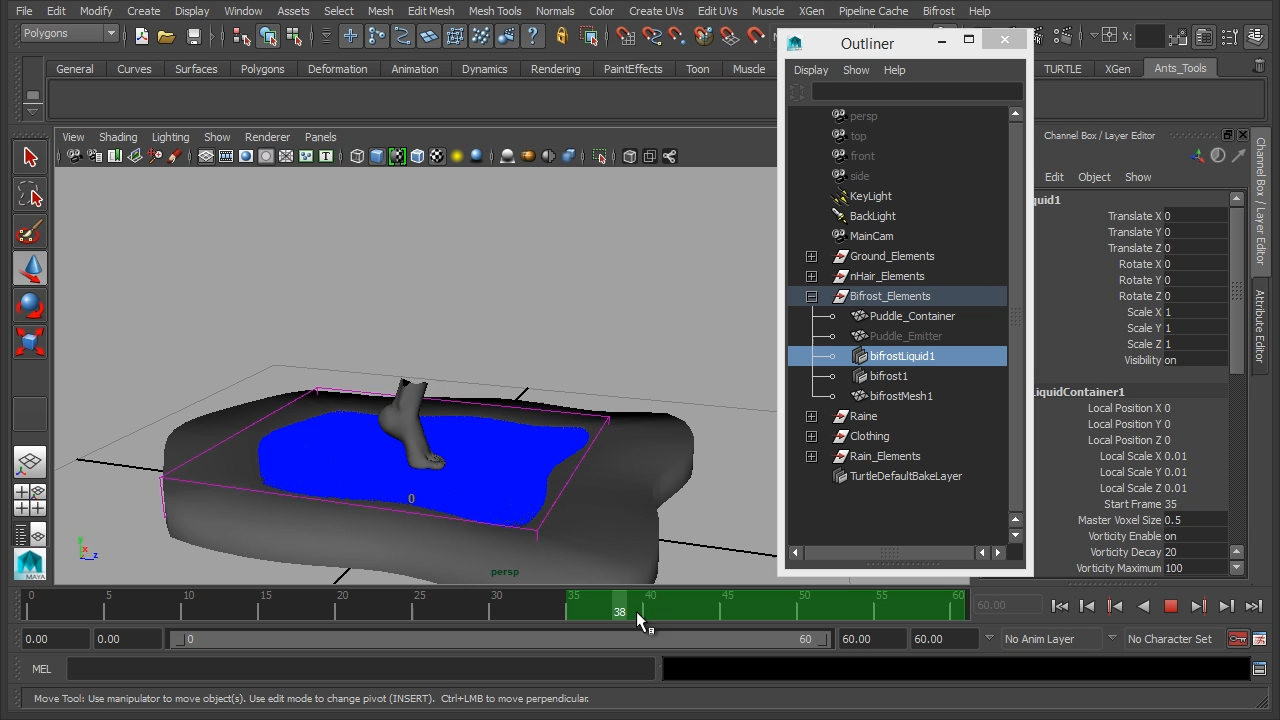 File Edit Modify Create Display Window Assets Select Mesh Edit Mesh Mesh Tools Normals Color Create UVs Edit UVs Muscle XGen Pipeline Cache Bifrost Help
Polygons
X:
General Curves Surfaces Polygons Deformation Animation Dynamics Rendering PaintEffects Toon Muscle TURTLE XGen Ants_Tools
View Shading Lighting Show Renderer Panels
Outliner
Display Show Help
persp
top
front
side
KeyLight
BackLight
MainCam
Ground_Elements
nHair_Elements
Bifrost_Elements
Puddle_Container
Puddle_Emitter
bifrostLiquid1
bifrost1
bifrostMesh1
Raine
Clothing
Rain_Elements
TurtleDefaultBakeLayer
Channel Box / Layer Editor
Edit Object Show
Translate X 0
Translate Y 0
Translate Z 0
Rotate X 0
Rotate Y 0
Rotate Z 0
Scale X 1
Scale Y 1
Scale Z 1
Visibility on
LiquidContainer1
Local Position X 0
Local Position Y 0
Local Position Z 0
Local Scale X 0.01
Local Scale Y 0.01
Local Scale Z 0.01
Start Frame 35
Master Voxel Size 0.5
Vorticity Enable on
Vorticity Decay 20
Vorticity Maximum 100
Channel Box / Layer Editor
Attribute Editor
0
y
x
z
persp
MAYA
0 5 10 15 20 25 30 35 40 45 50 55 60
38
60.00
0.00 0.00 0 60 60.00 60.00 No Anim Layer No Character Set
MEL
Move Tool: Use manipulator to move object(s). Use edit mode to change pivot (INSERT). Ctrl+LMB to move perpendicular.